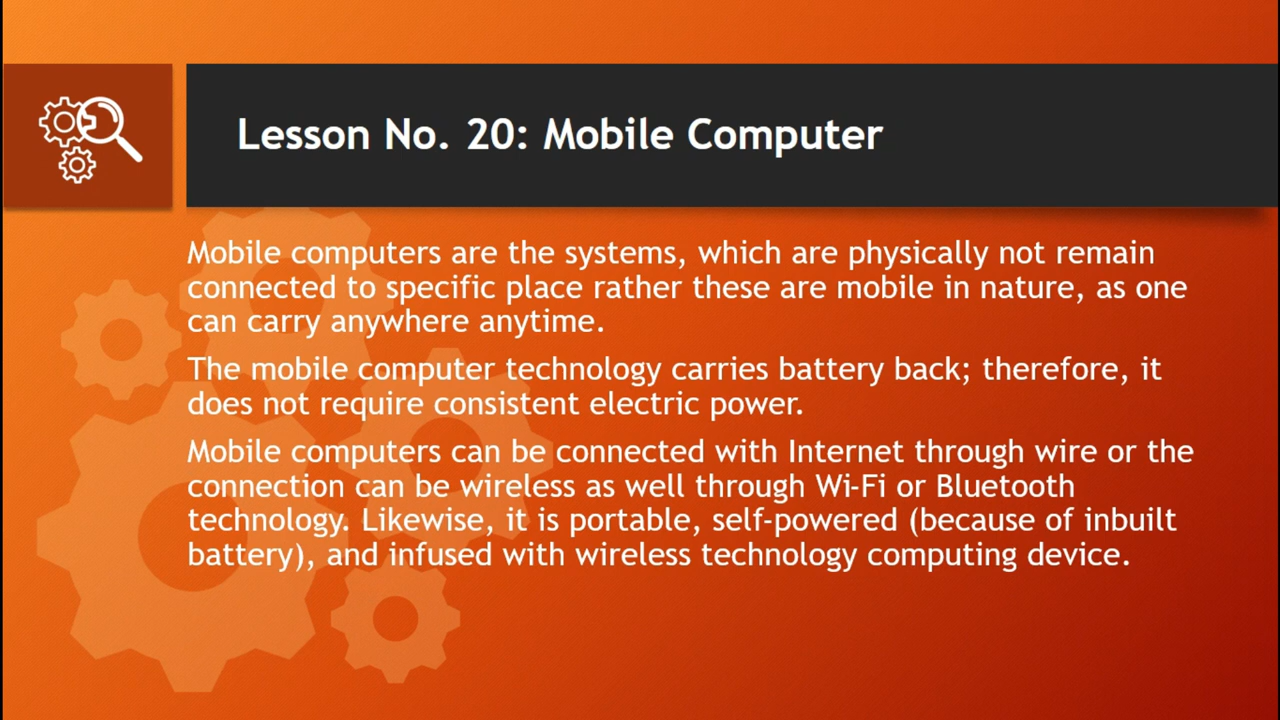 Lesson No. 20: Mobile Computer
Mobile computers are the systems, which are physically not remain
connected to specific place rather these are mobile in nature, as one
can carry anywhere anytime.
The mobile computer technology carries battery back; therefore, it
does not require consistent electric power.
Mobile computers can be connected with Internet through wire or the
connection can be wireless as well through Wi-Fi or Bluetooth
technology. Likewise, it is portable, self-powered (because of inbuilt
battery), and infused with wireless technology computing device.